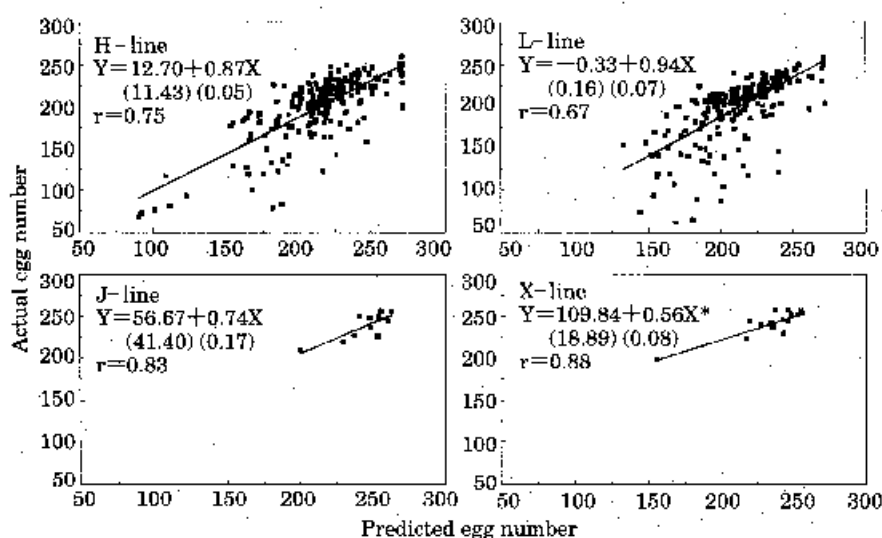 300
250
200
150
100
50
H-line
Y=12.70+0.87X
(11.43) (0.05)
r=0.75
50 100 150 200 250 300
300
250
200
150
100
50
L-line
Y=-0.33+0.94X
(0.16) (0.07)
r=0.67
50 100 150 200 250 300
Actual egg number
300
250
200
150
100
50
J-line
Y=56.67+0.74X
(41.40) (0.17)
r=0.83
50 100 150 200 250 300
300
250
200
150
100
50
X-line
Y=109.84+0.56X*
(18.89) (0.08)
r=0.88
50 100 150 200 250 300
Predicted egg number